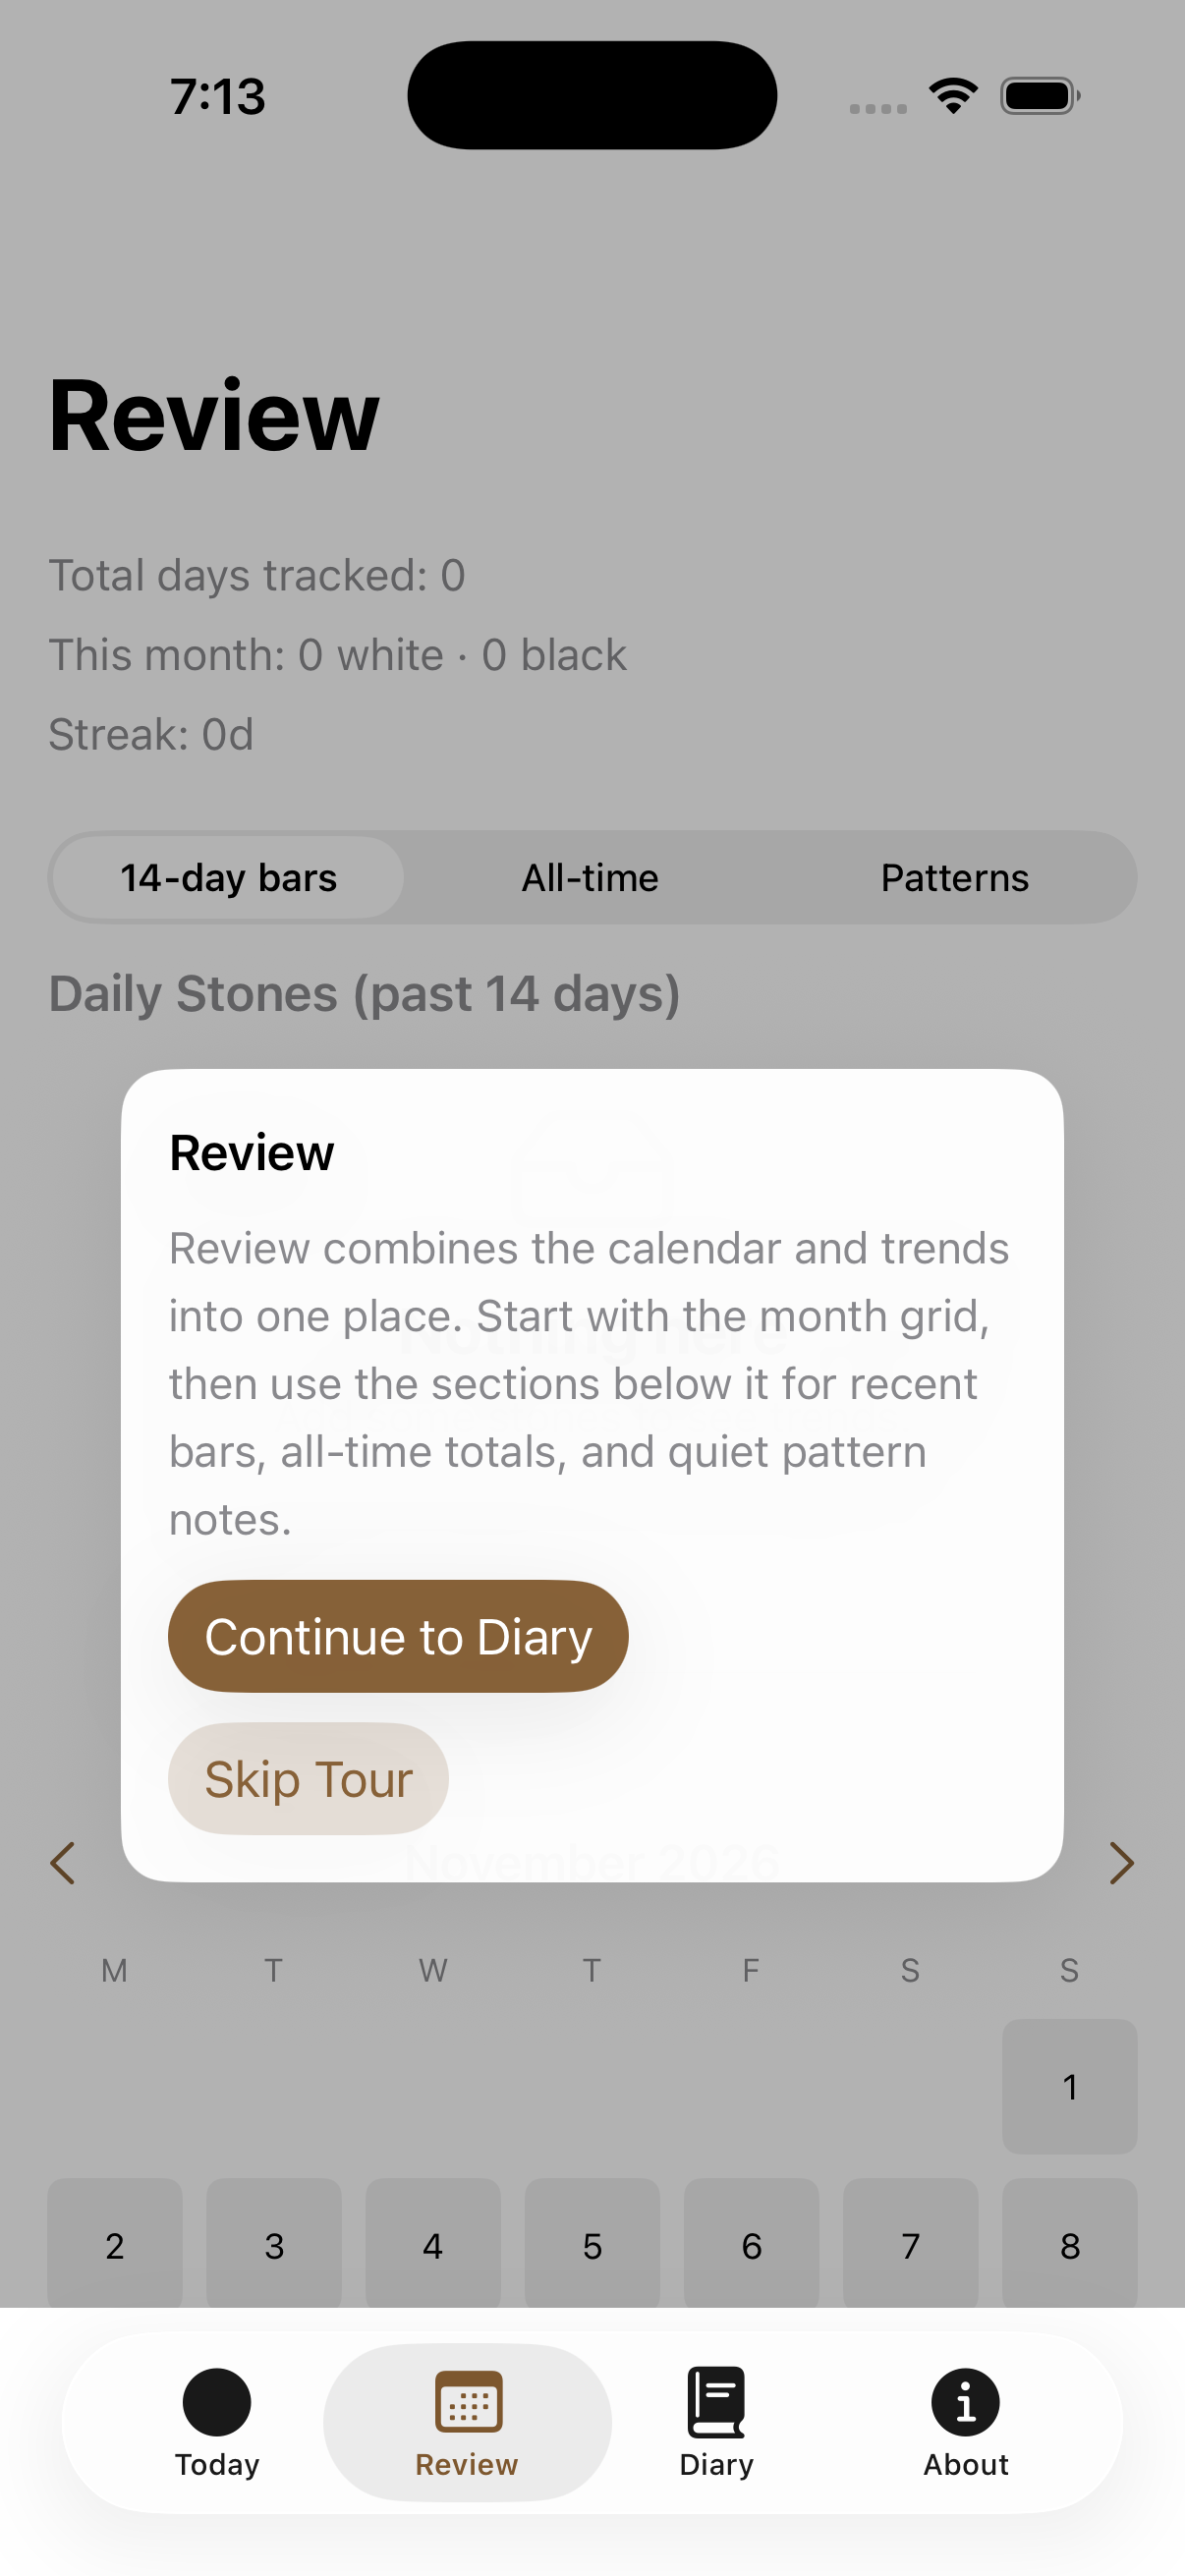 7:13
Review
Total days tracked: 0
This month: 0 white · 0 black
Streak: 0d
14-day bars All-time Patterns
Daily Stones (past 14 days)
Review
Review combines the calendar and trends
into one place. Start with the month grid,
then use the sections below it for recent
bars, all-time totals, and quiet pattern
notes.
Continue to Diary
Skip Tour
November 2026
M T W T F S S
1
2 3 4 5 6 7 8
Today Review Diary About